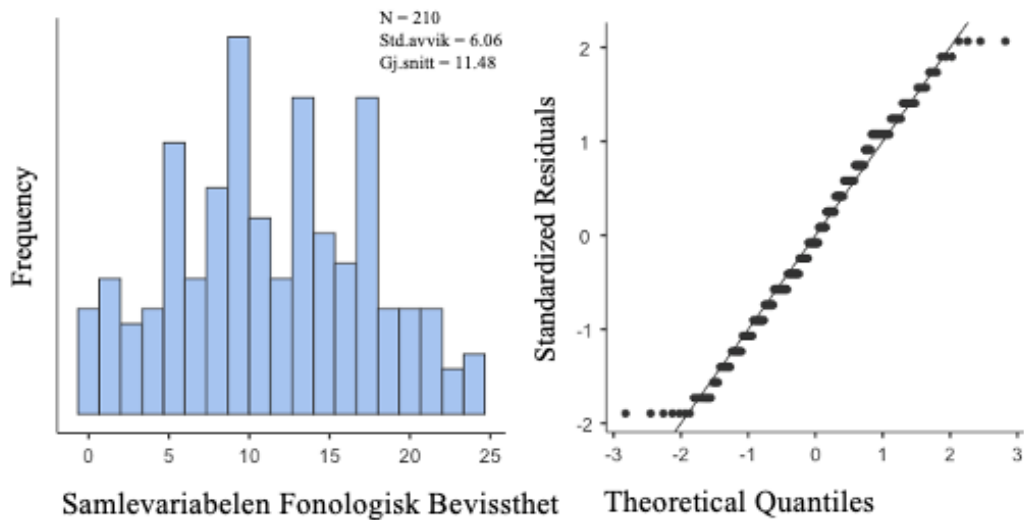 N = 210
Std.avvik = 6.06
Gj.snitt = 11.48
Frequency
0 5 10 15 20 25
Samlevariabelen Fonologisk Bevissthet
Standardized Residuals
2
1
0
-1
-2
-3 -2 -1 0 1 2 3
Theoretical Quantiles